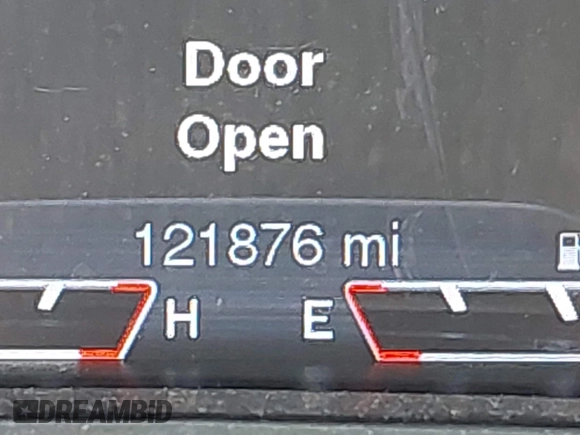 Door
Open
121876 mi
H E
DREAMBID